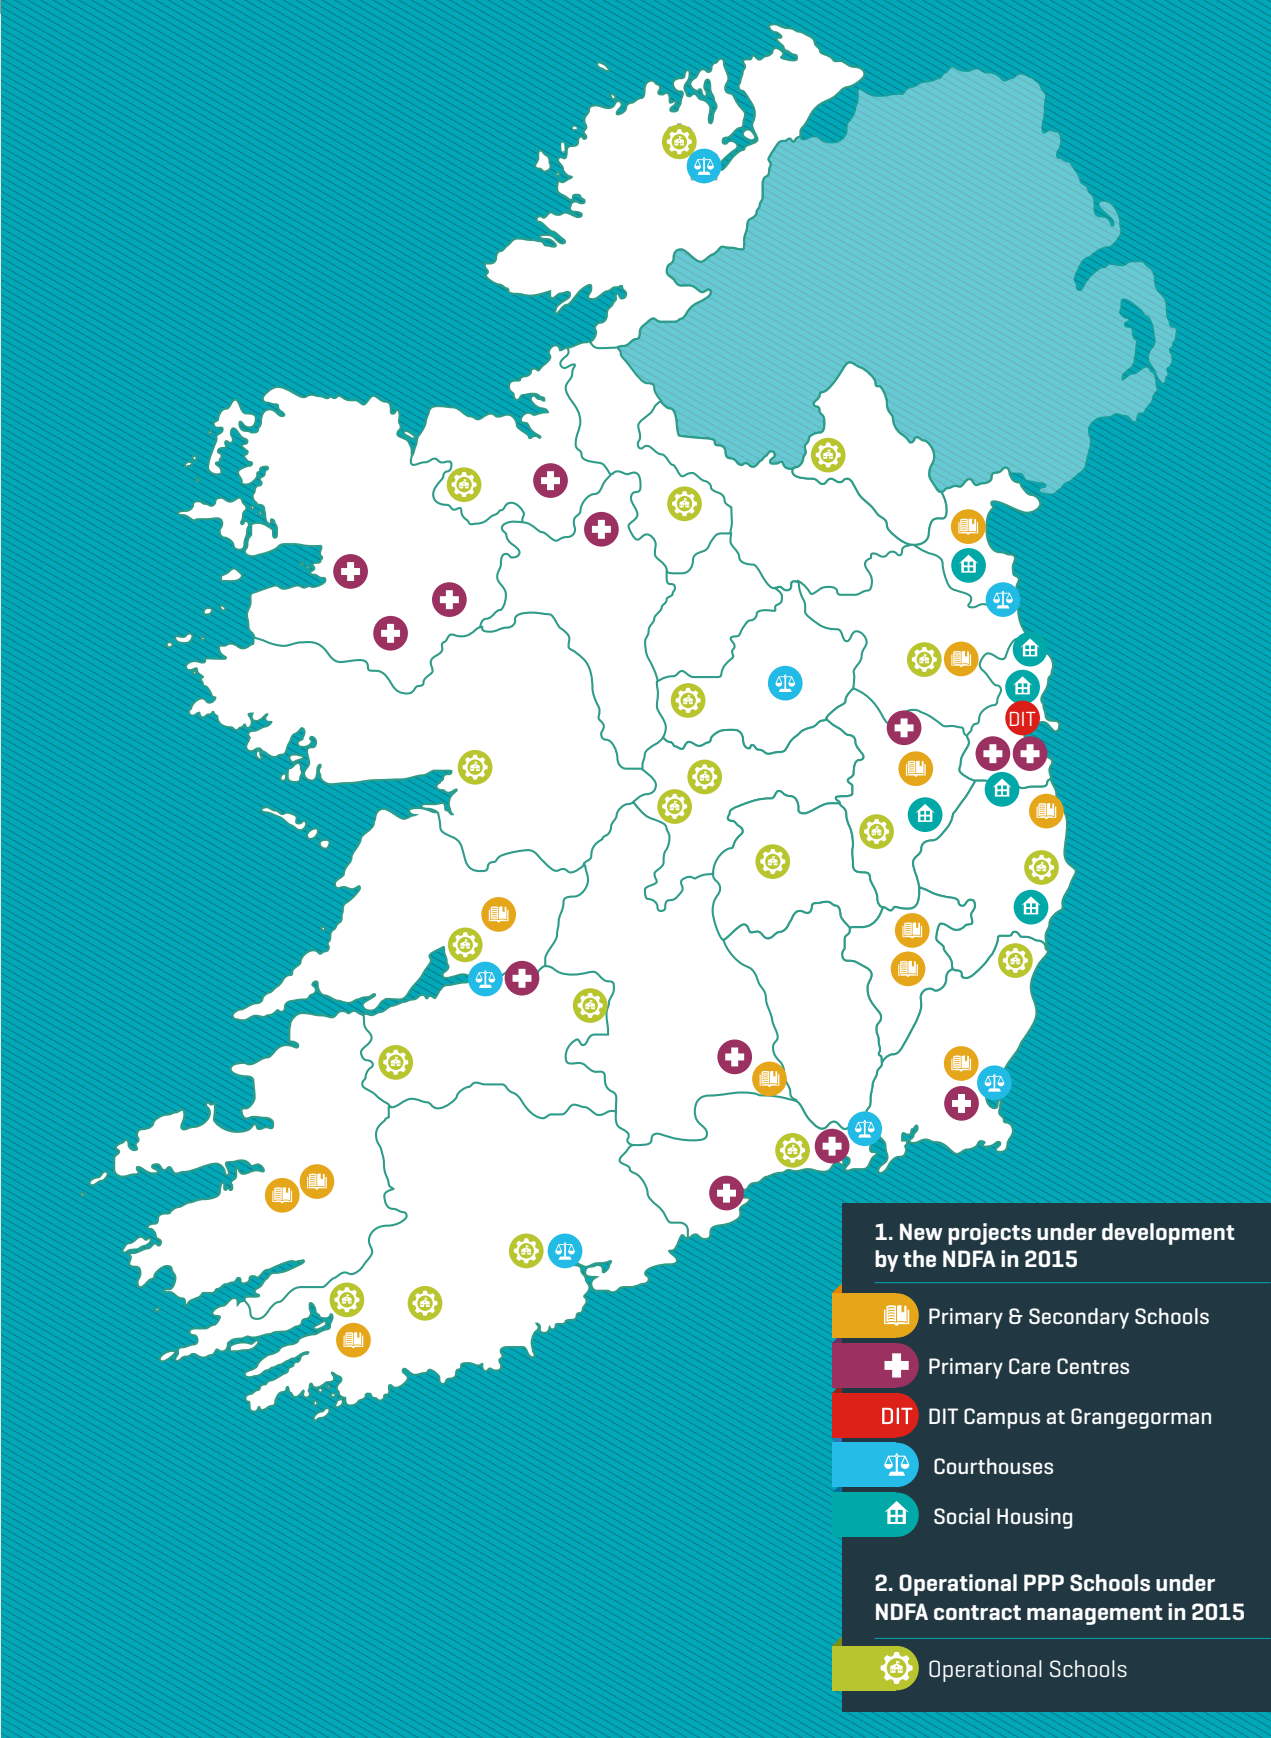 DIT
1. New projects under development
by the NDFA in 2015
Primary & Secondary Schools
Primary Care Centres
DIT DIT Campus at Grangegorman
Courthouses
Social Housing
2. Operational PPP Schools under
NDFA contract management in 2015
Operational Schools